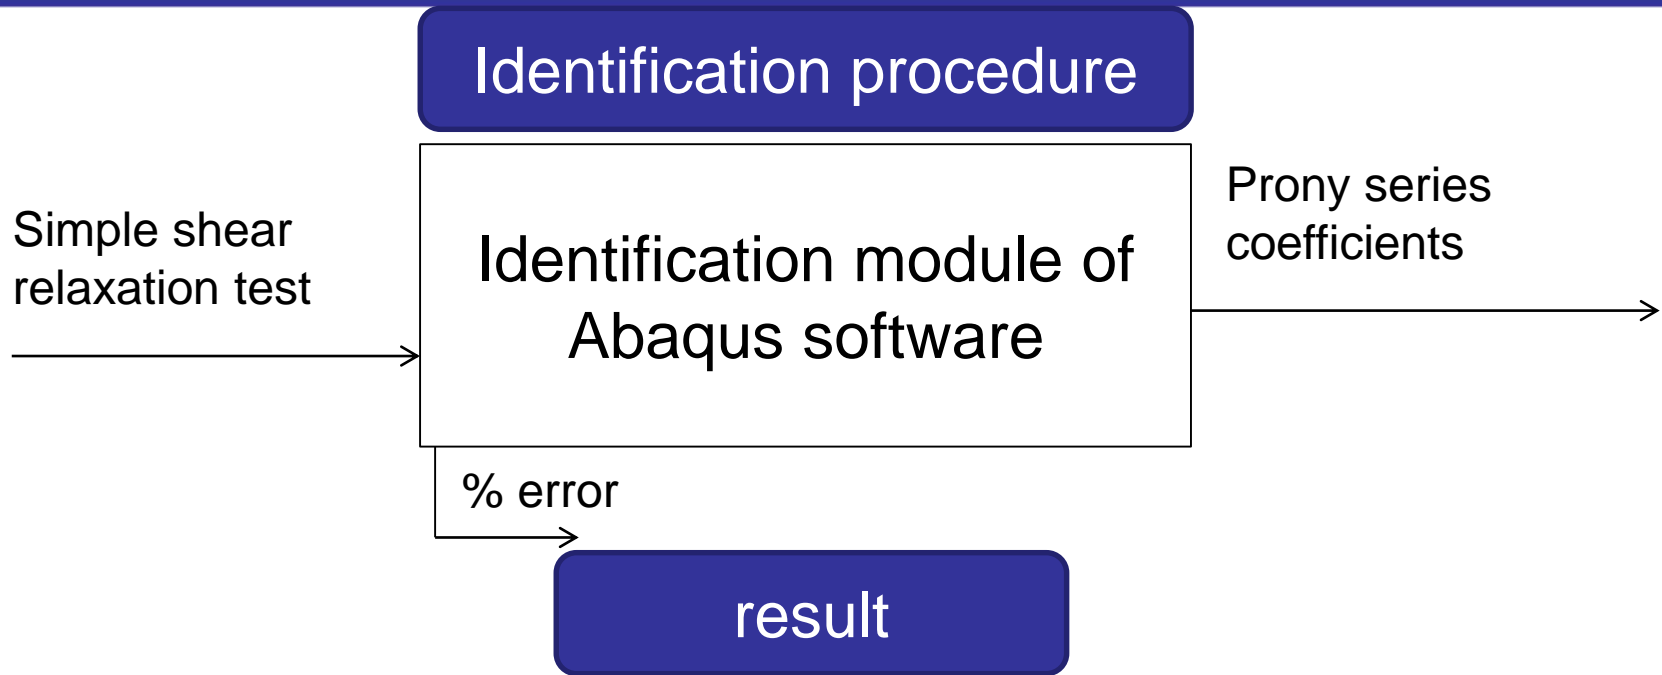 Identification procedure
Simple shear
relaxation test
Identification module of
Abaqus software
Prony series
coefficients
% error
result